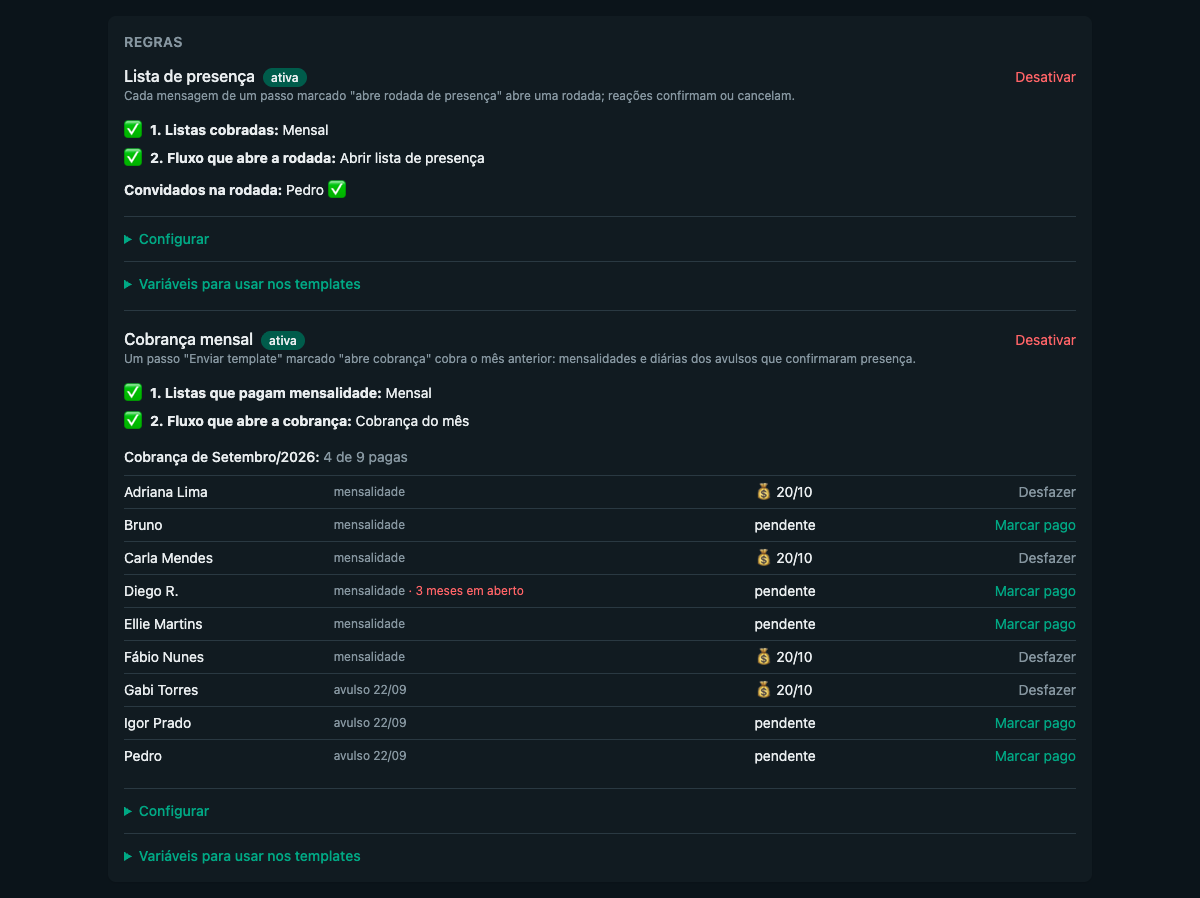 REGRAS
Lista de presença ativa Desativar
Cada mensagem de um passo marcado "abre rodada de presença" abre uma rodada; reações confirmam ou cancelam.
✅ 1. Listas cobradas: Mensal
✅ 2. Fluxo que abre a rodada: Abrir lista de presença
Convidados na rodada: Pedro ✅
▶ Configurar
▶ Variáveis para usar nos templates
Cobrança mensal ativa Desativar
Um passo "Enviar template" marcado "abre cobrança" cobra o mês anterior: mensalidades e diárias dos avulsos que confirmaram presença.
✅ 1. Listas que pagam mensalidade: Mensal
✅ 2. Fluxo que abre a cobrança: Cobrança do mês
Cobrança de Setembro/2026: 4 de 9 pagas
Adriana Lima mensalidade 💰 20/10 Desfazer
Bruno mensalidade pendente Marcar pago
Carla Mendes mensalidade 💰 20/10 Desfazer
Diego R. mensalidade · 3 meses em aberto pendente Marcar pago
Ellie Martins mensalidade pendente Marcar pago
Fábio Nunes mensalidade 💰 20/10 Desfazer
Gabi Torres avulso 22/09 💰 20/10 Desfazer
Igor Prado avulso 22/09 pendente Marcar pago
Pedro avulso 22/09 pendente Marcar pago
▶ Configurar
▶ Variáveis para usar nos templates